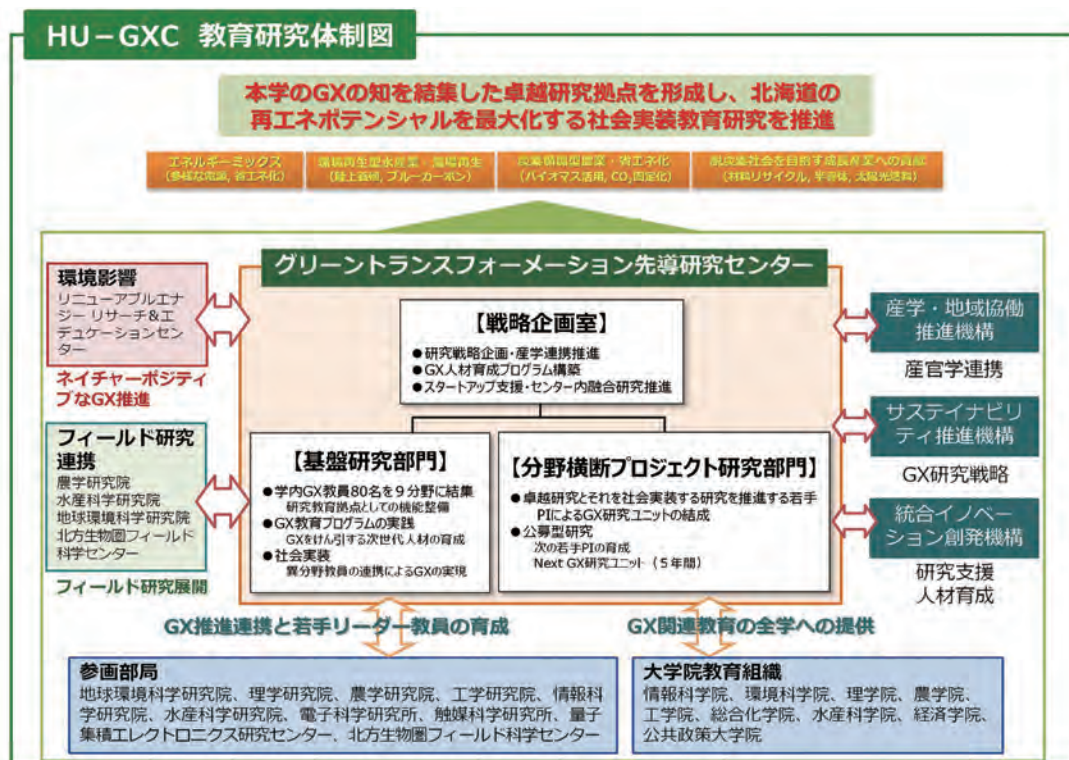 HU－GXC 教育研究体制図
本学のGXの知を結集した卓越研究拠点を形成し、北海道の
再エネポテンシャルを最大化する社会実装教育研究を推進
エネルギーミックス
(多様な電源, 省エネ化)
藻場再生型水産業・藻場再生
(陸上養殖, ブルーカーボン)
炭素循環型農業・省エネ化
(バイオマス活用, CO₂固定化)
脱炭素社会を目指す成長産業への貢献
(材料リサイクル, 半導体, 太陽光燃料)
グリーントランスフォーメーション先導研究センター
環境影響
リニューアブルエナ
ジー リサーチ&エ
デュケーションセン
ター
ネイチャーポジティ
ブなGX推進
フィールド研究
連携
農学研究院
水産科学研究院
地球環境科学研究院
北方生物圏フィールド
科学センター
フィールド研究展開
【戦略企画室】
●研究戦略企画・産学連携推進
●GX人材育成プログラム構築
●スタートアップ支援・センター内融合研究推進
【基盤研究部門】
●学内GX教員80名を９分野に結集
研究教育拠点としての機能整備
●GX教育プログラムの実践
GXをけん引する次世代人材の育成
●社会実装
異分野教員の連携によるGXの実現
【分野横断プロジェクト研究部門】
●卓越研究とそれを社会実装する研究を推進する若手
PIによるGX研究ユニットの結成
●公募型研究
次の若手PIの育成
Next GX研究ユニット（５年間）
産学・地域協働
推進機構
産官学連携
サステイナビリ
ティ推進機構
GX研究戦略
統合イノベー
ション創発機構
研究支援
人材育成
GX推進連携と若手リーダー教員の育成
GX関連教育の全学への提供
参画部局
地球環境科学研究院、理学研究院、農学研究院、工学研究院、情報科
学研究院、水産科学研究院、電子科学研究所、触媒科学研究所、量子
集積エレクトロニクス研究センター、北方生物圏フィールド科学センター
大学院教育組織
情報科学院、環境科学院、理学院、農学院、
工学院、総合化学院、水産科学院、経済学院、
公共政策大学院